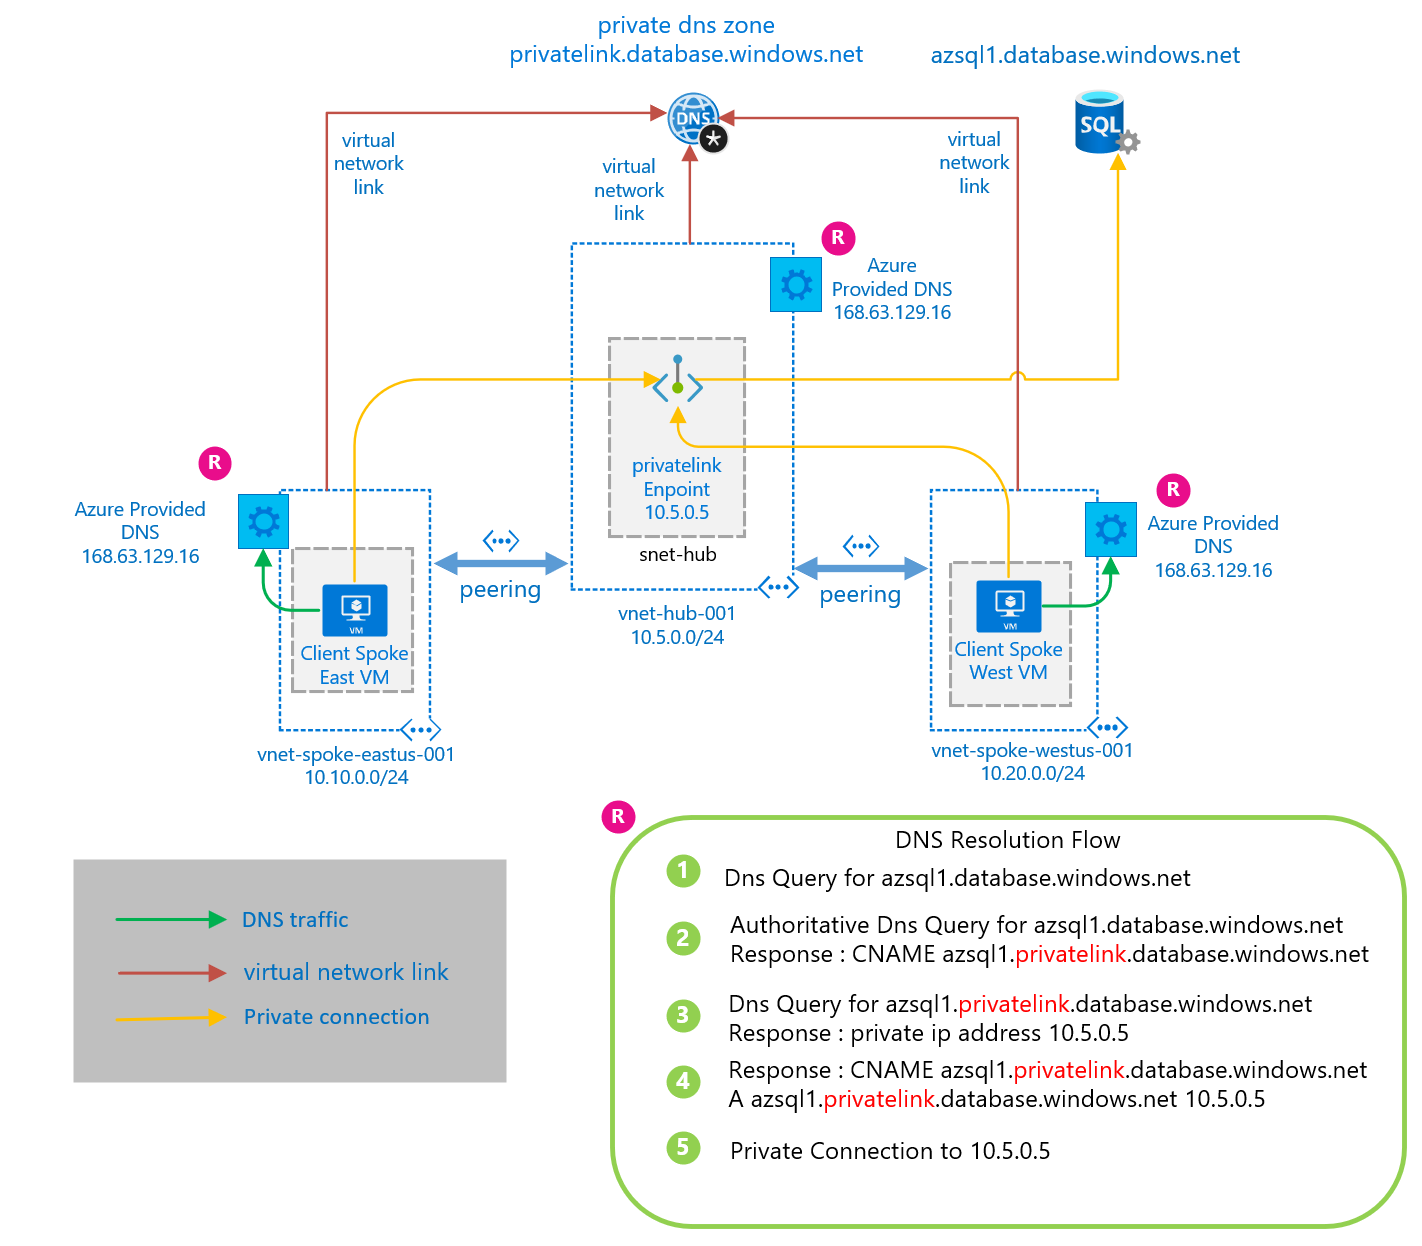 private dns zone
privatelink.database.windows.net
azsql1.database.windows.net
DNS
*
SQL
virtual
network
link
virtual
network
link
virtual
network
link
R
Azure
Provided DNS
168.63.129.16
privatelink
Enpoint
10.5.0.5
snet-hub
R
Azure Provided
DNS
168.63.129.16
R
Azure Provided
DNS
168.63.129.16
peering
peering
vnet-hub-001
10.5.0.0/24
VM
Client Spoke
East VM
VM
Client Spoke
West VM
vnet-spoke-eastus-001
10.10.0.0/24
vnet-spoke-westus-001
10.20.0.0/24
DNS traffic
virtual network link
Private connection
R
DNS Resolution Flow
1 Dns Query for azsql1.database.windows.net
2 Authoritative Dns Query for azsql1.database.windows.net
Response : CNAME azsql1.privatelink.database.windows.net
3 Dns Query for azsql1.privatelink.database.windows.net
Response : private ip address 10.5.0.5
4 Response : CNAME azsql1.privatelink.database.windows.net
A azsql1.privatelink.database.windows.net 10.5.0.5
5 Private Connection to 10.5.0.5